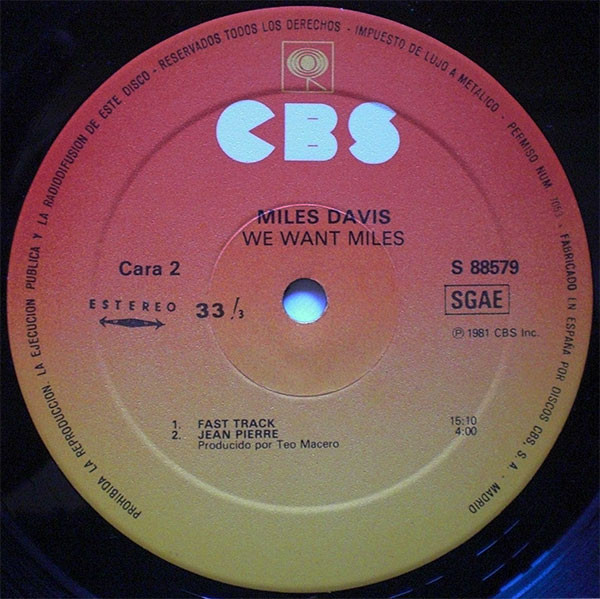 PROHIBIDA LA REPRODUCCION, LA EJECUCION PUBLICA Y LA RADIODIFUSION DE ESTE DISCO - RESERVADOS TODOS LOS DERECHOS - IMPUESTO DE LUJO A METALICO - PERMISO NUM. - FABRICADO EN ESPAÑA POR DISCOS CBS, S. A. - MADRID
CBS
MILES DAVIS
WE WANT MILES
Cara 2
S 88579
ESTEREO
33 /3
SGAE
℗ 1981 CBS Inc.
1. FAST TRACK 15:10
2. JEAN PIERRE 4:00
Producido por Teo Macero